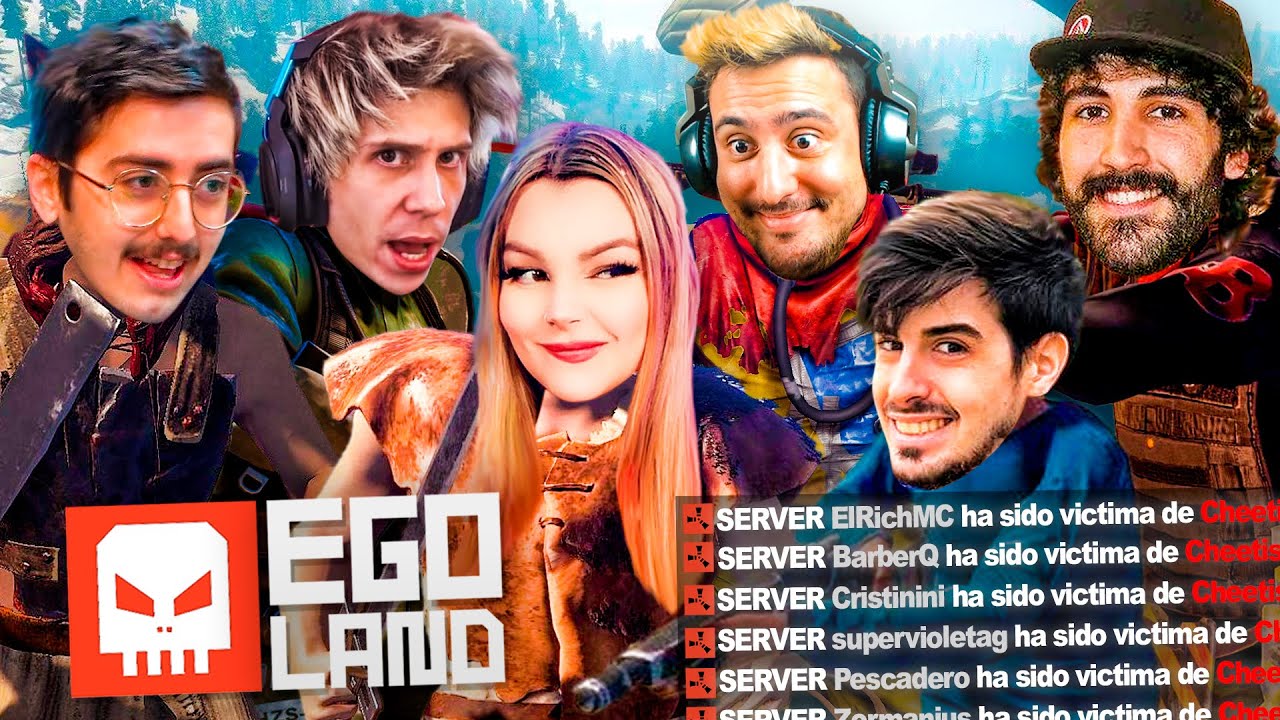 EGO
LAND
SERVER ElRichMC ha sido victima de
SERVER BarberQ ha sido victima de
SERVER Cristinini ha sido victima de
SERVER supervioletag ha sido victima de
SERVER Pescadero ha sido victima de
SERVER Zormanius ha sido victima de